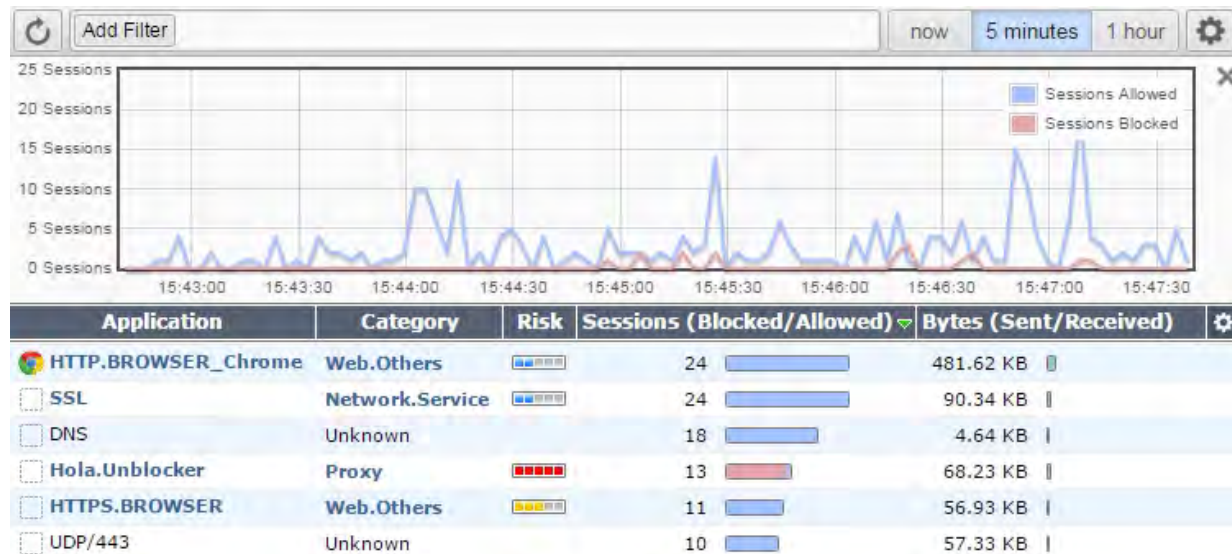 Add Filter now 5 minutes 1 hour
25 Sessions
20 Sessions
15 Sessions
10 Sessions
5 Sessions
0 Sessions
Sessions Allowed
Sessions Blocked
15:43:00 15:43:30 15:44:00 15:44:30 15:45:00 15:45:30 15:46:00 15:46:30 15:47:00 15:47:30
Application Category Risk Sessions (Blocked/Allowed) Bytes (Sent/Received)
HTTP.BROWSER_Chrome Web.Others 24 481.62 KB
SSL Network.Service 24 90.34 KB
DNS Unknown 18 4.64 KB
Hola.Unblocker Proxy 13 68.23 KB
HTTPS.BROWSER Web.Others 11 56.93 KB
UDP/443 Unknown 10 57.33 KB